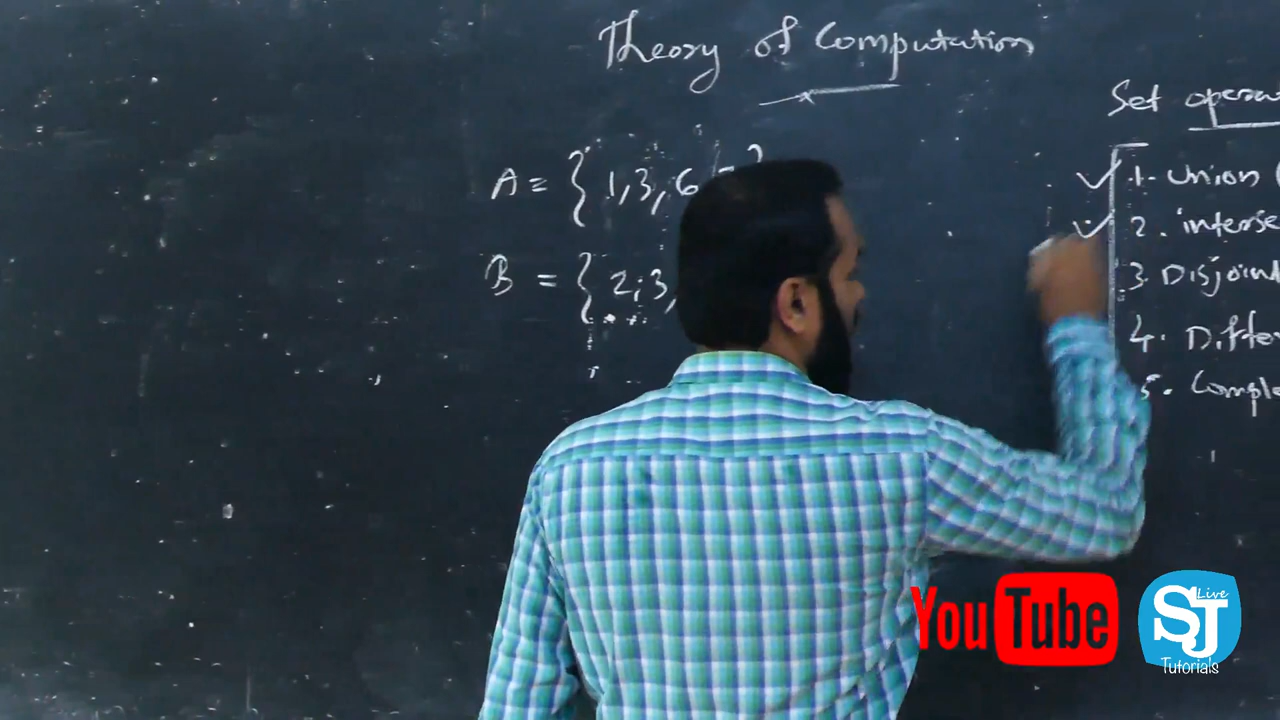 Theory of Computation
A = { 1, 3, 6
B = { 2, 3,
Set opera
1. Union (
2. interse
3. Disjoint
4. Differ
5. Comple
YouTube
SJ Live
Tutorials